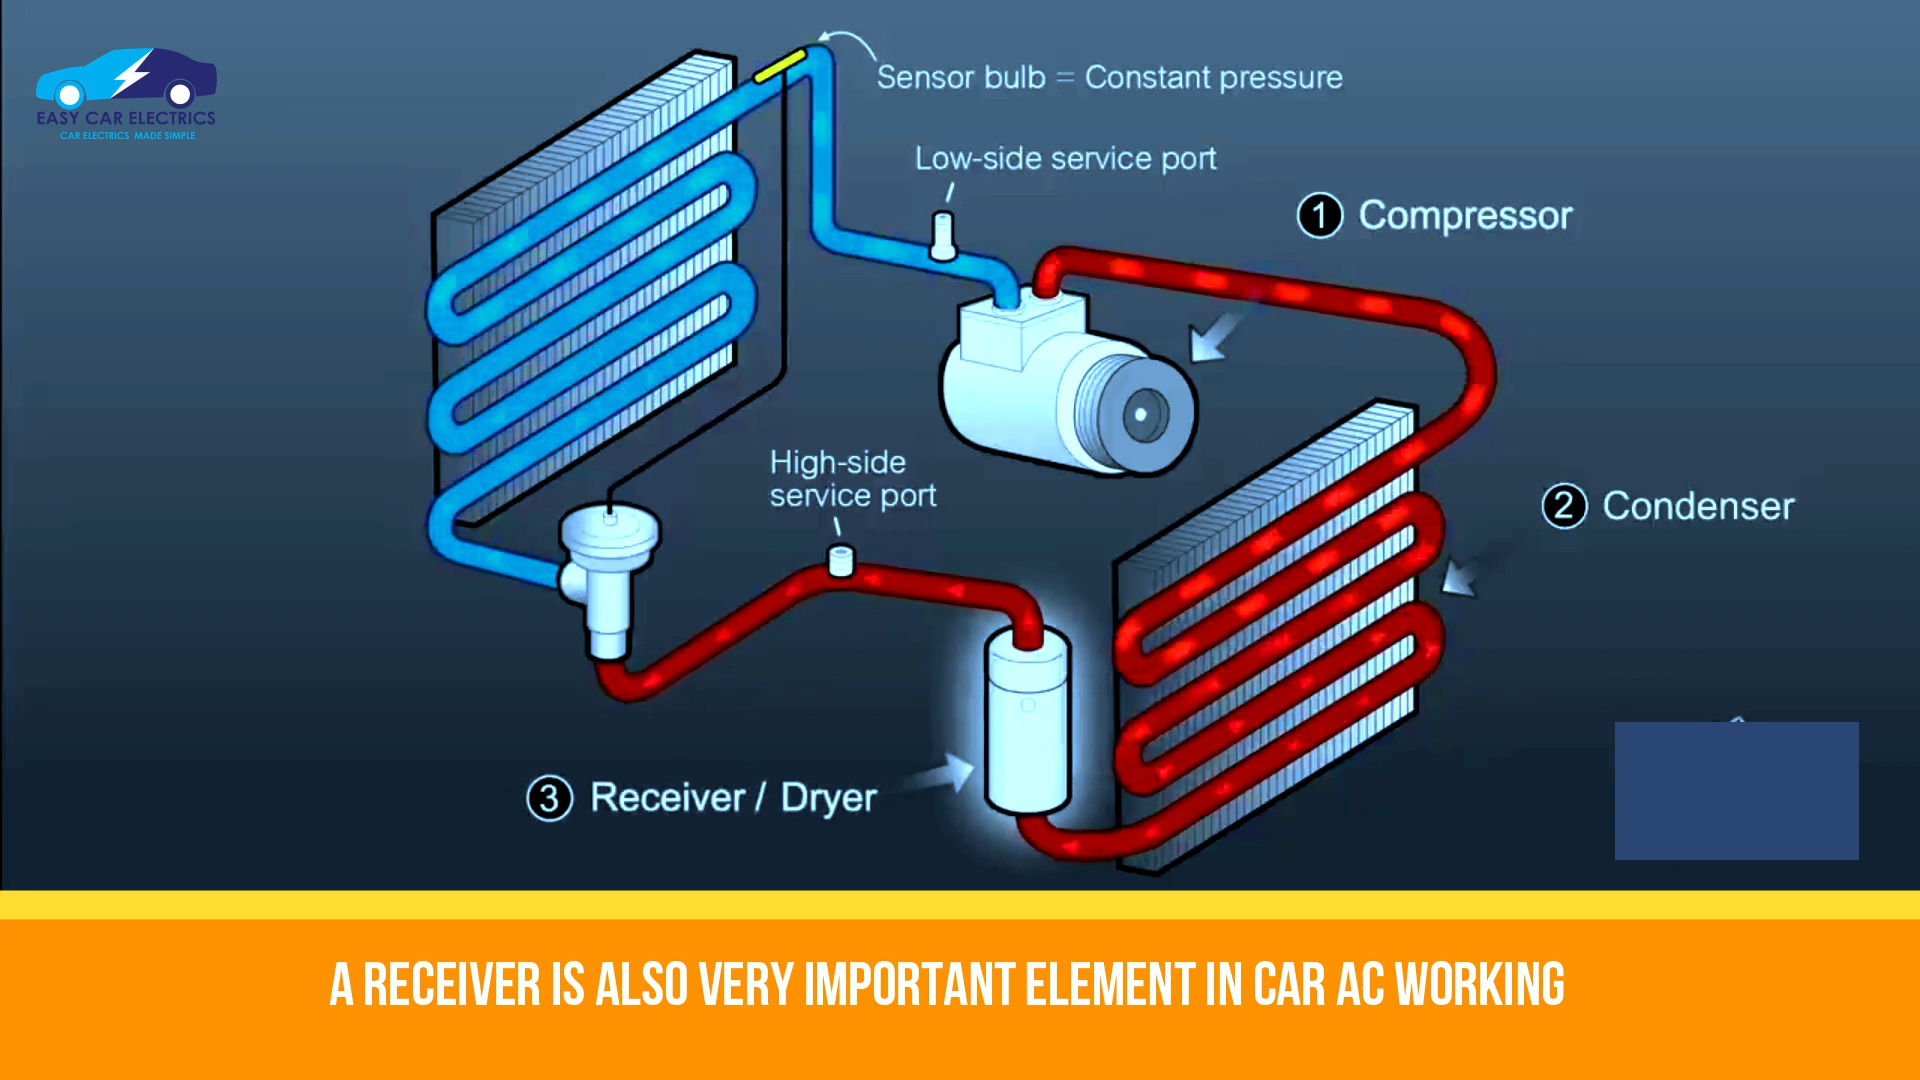 EASY CAR ELECTRICS
CAR ELECTRICS MADE SIMPLE
Sensor bulb = Constant pressure
Low-side service port
1 Compressor
High-side
service port
2 Condenser
3 Receiver / Dryer
A RECEIVER IS ALSO VERY IMPORTANT ELEMENT IN CAR AC WORKING